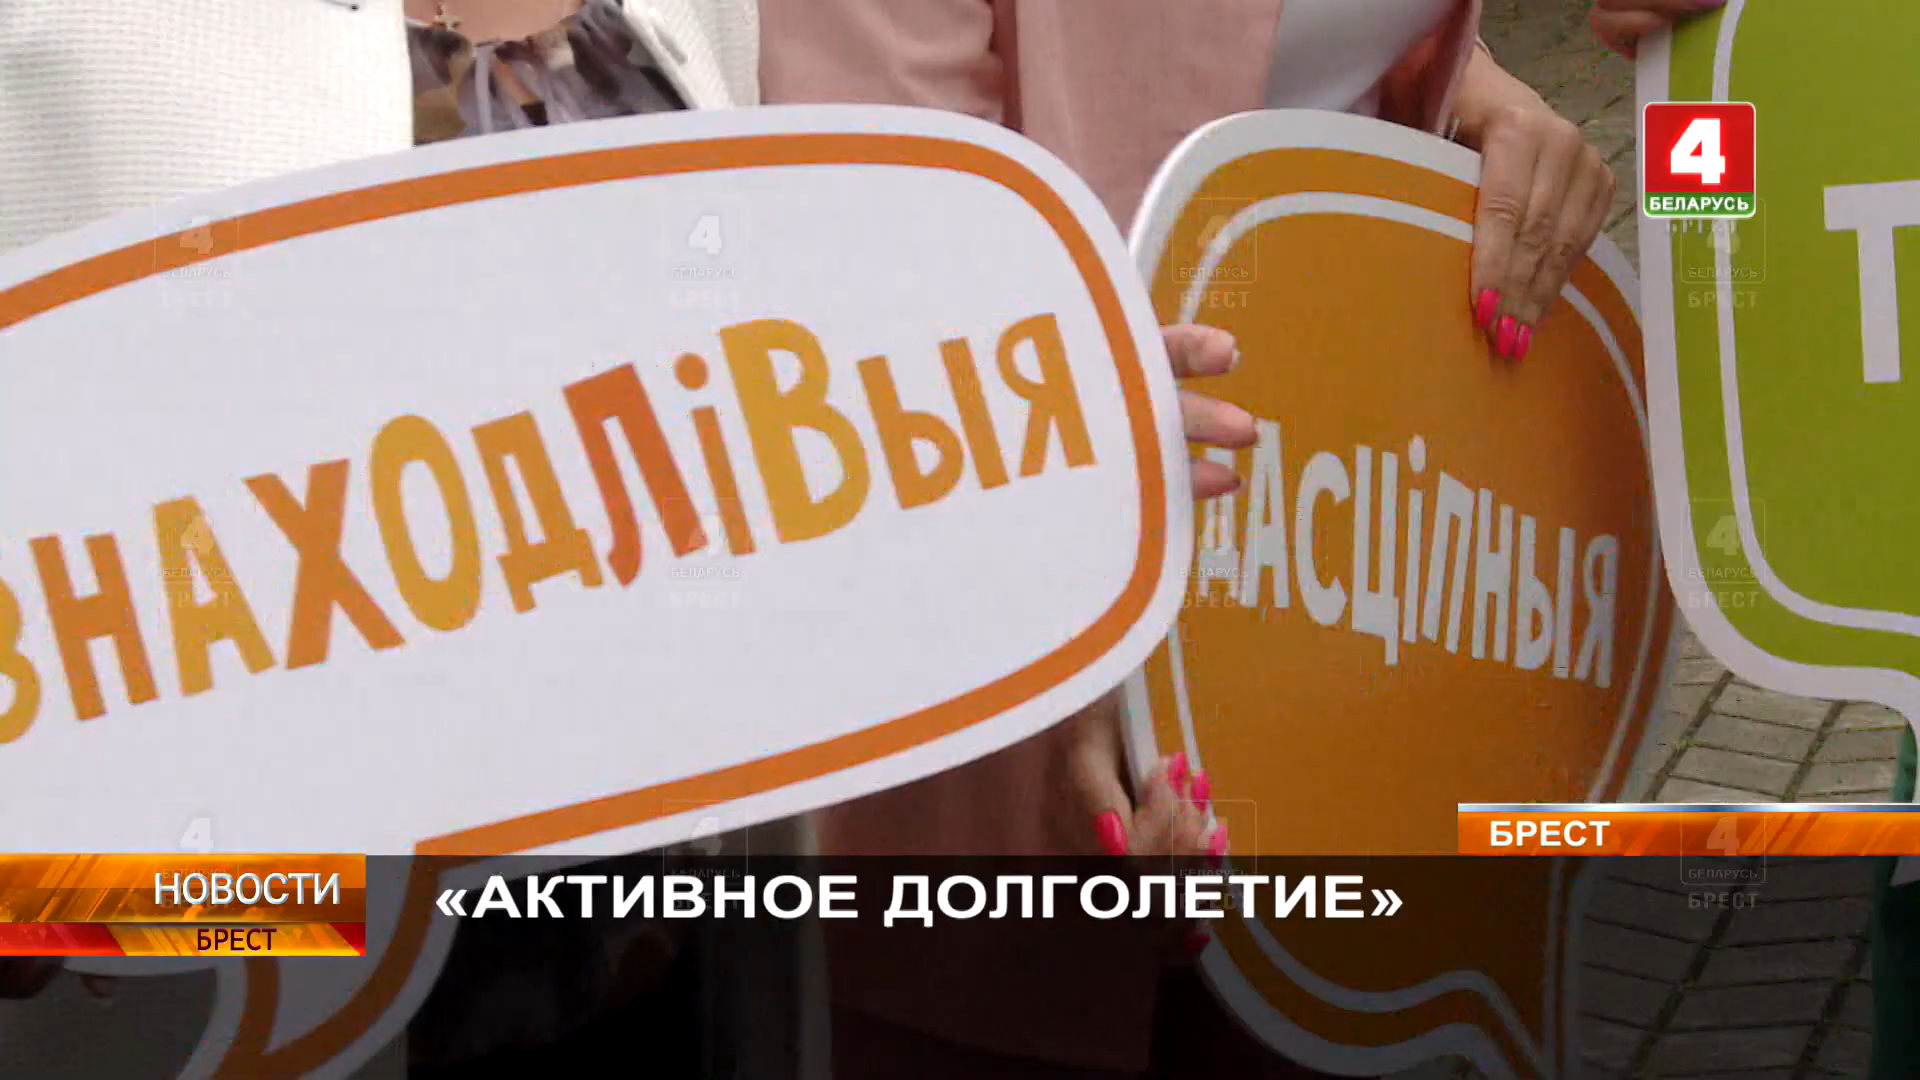 4
БЕЛАРУСЬ
ЗНАХОДЛІВЫЯ
ДАСЦІПНЫЯ
Т
БРЕСТ
НОВОСТИ
БРЕСТ
«АКТИВНОЕ ДОЛГОЛЕТИЕ»